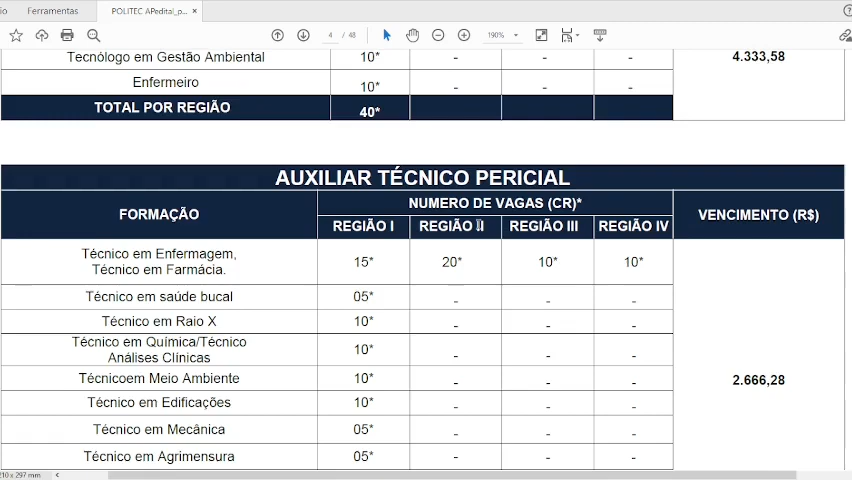 io Ferramentas POLITEC APedital_p... ×
4 / 48 190%
Tecnólogo em Gestão Ambiental 10* - - - 4.333,58
Enfermeiro 10* - - -
TOTAL POR REGIÃO 40*
AUXILIAR TÉCNICO PERICIAL
FORMAÇÃO NUMERO DE VAGAS (CR)* VENCIMENTO (R$)
REGIÃO I REGIÃO II REGIÃO III REGIÃO IV
Técnico em Enfermagem,
Técnico em Farmácia. 15* 20* 10* 10*
Técnico em saúde bucal 05* - - -
Técnico em Raio X 10* - - -
Técnico em Química/Técnico
Análises Clínicas 10* - - -
Técnicoem Meio Ambiente 10* - - - 2.666,28
Técnico em Edificações 10* - - -
Técnico em Mecânica 05* - - -
Técnico em Agrimensura 05* - - -
210 x 297 mm <